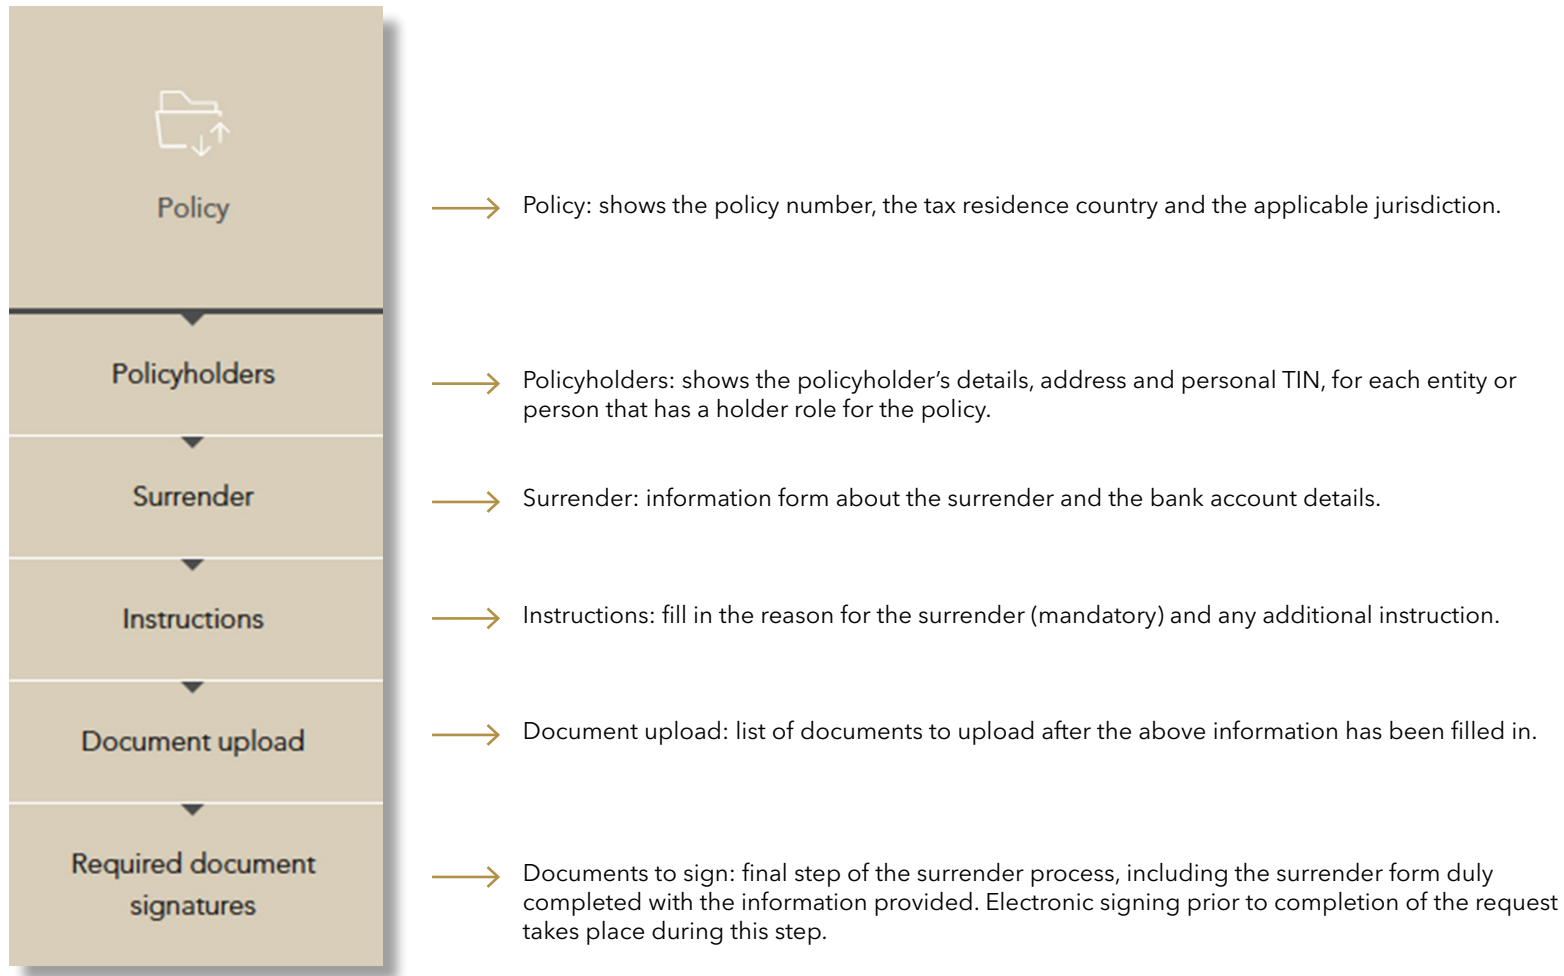 Policy
Policy: shows the policy number, the tax residence country and the applicable jurisdiction.
Policyholders
Policyholders: shows the policyholder’s details, address and personal TIN, for each entity or
person that has a holder role for the policy.
Surrender
Surrender: information form about the surrender and the bank account details.
Instructions
Instructions: fill in the reason for the surrender (mandatory) and any additional instruction.
Document upload
Document upload: list of documents to upload after the above information has been filled in.
Required document
signatures
Documents to sign: final step of the surrender process, including the surrender form duly
completed with the information provided. Electronic signing prior to completion of the request
takes place during this step.